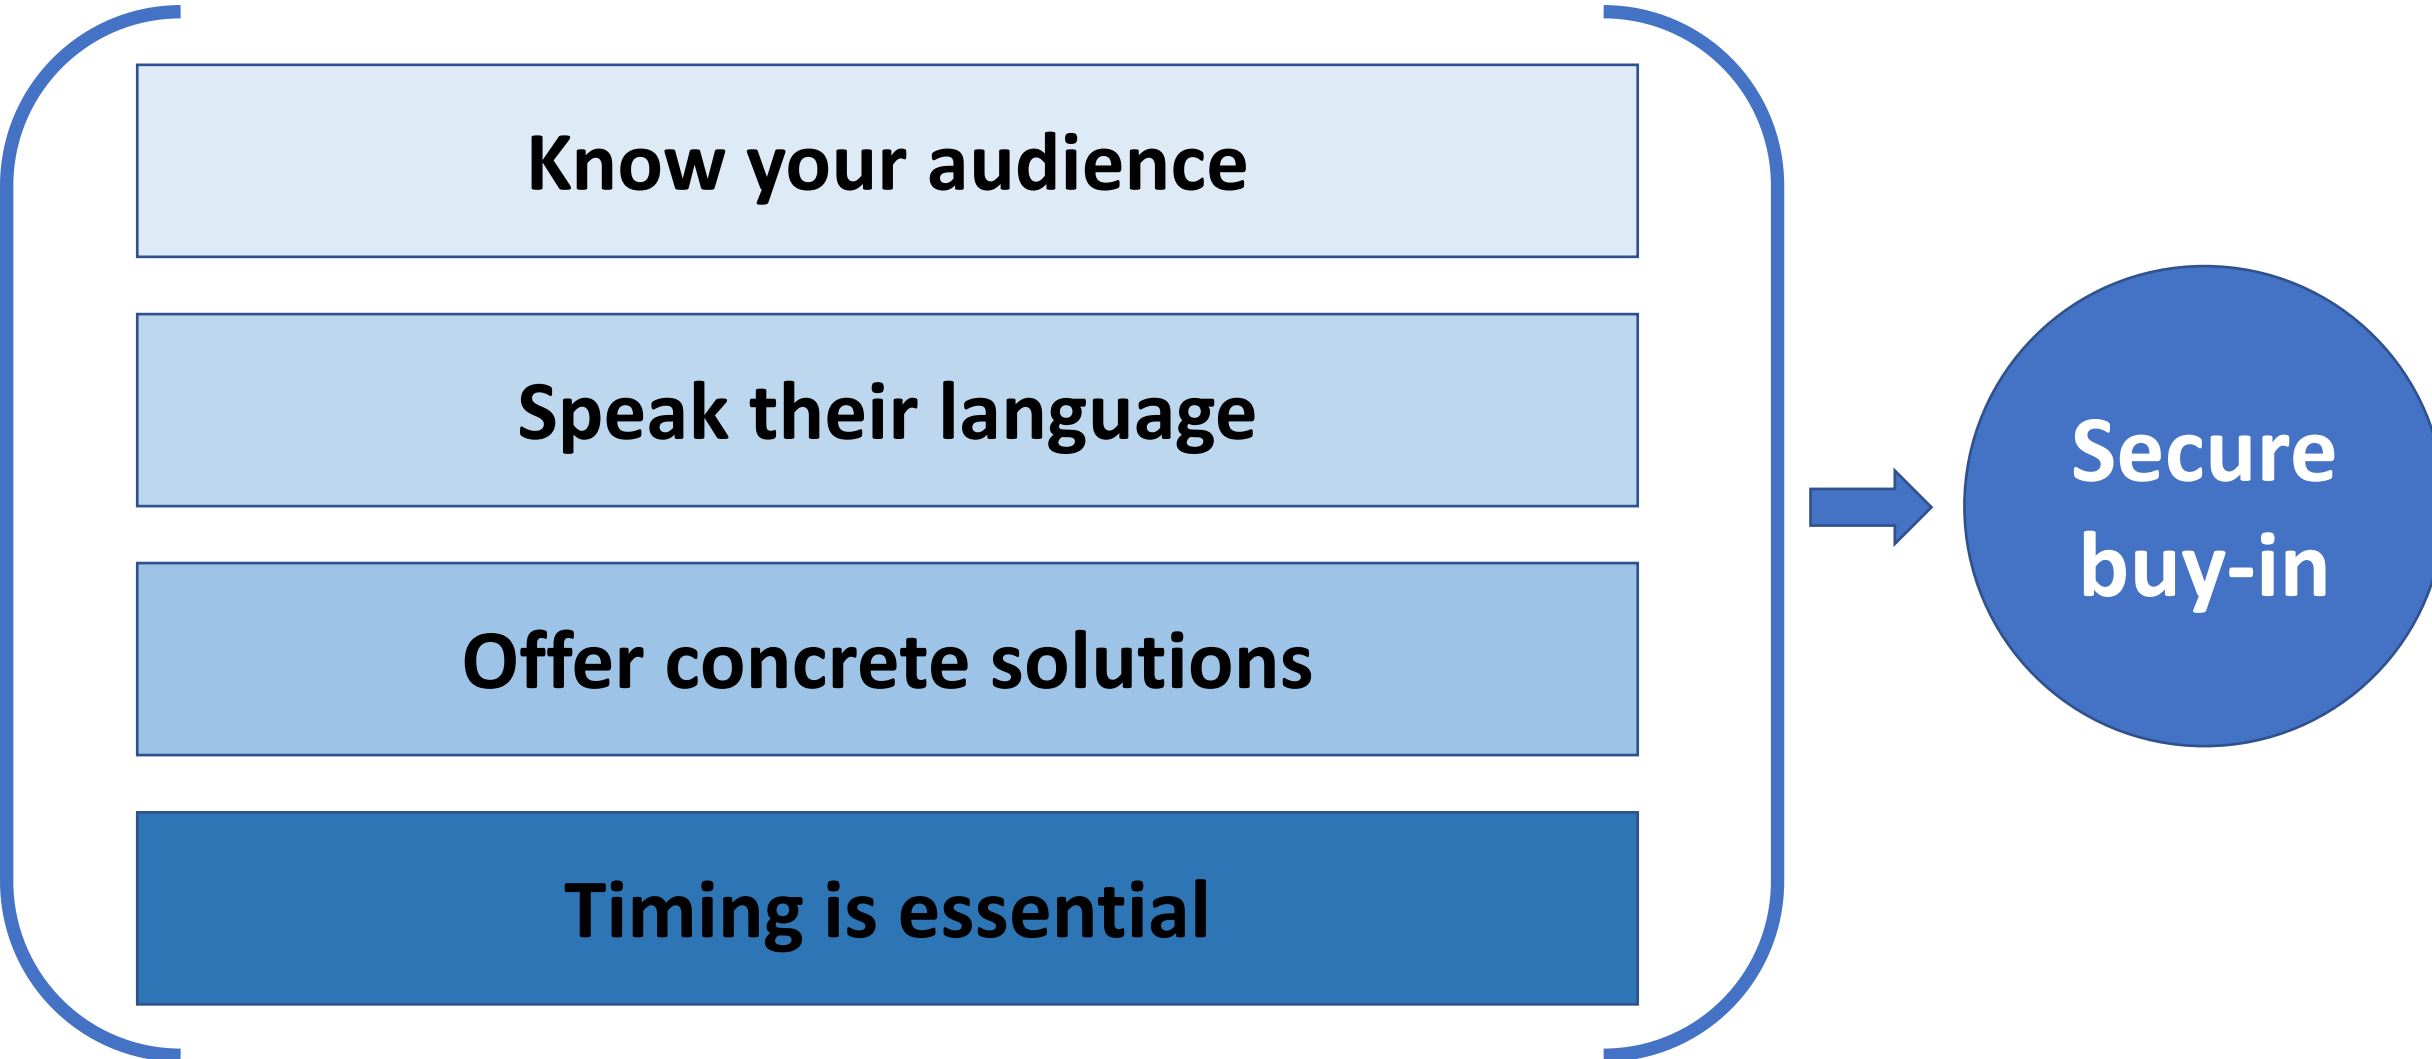 Know your audience
Speak their language
Offer concrete solutions
Timing is essential
Secure
buy-in